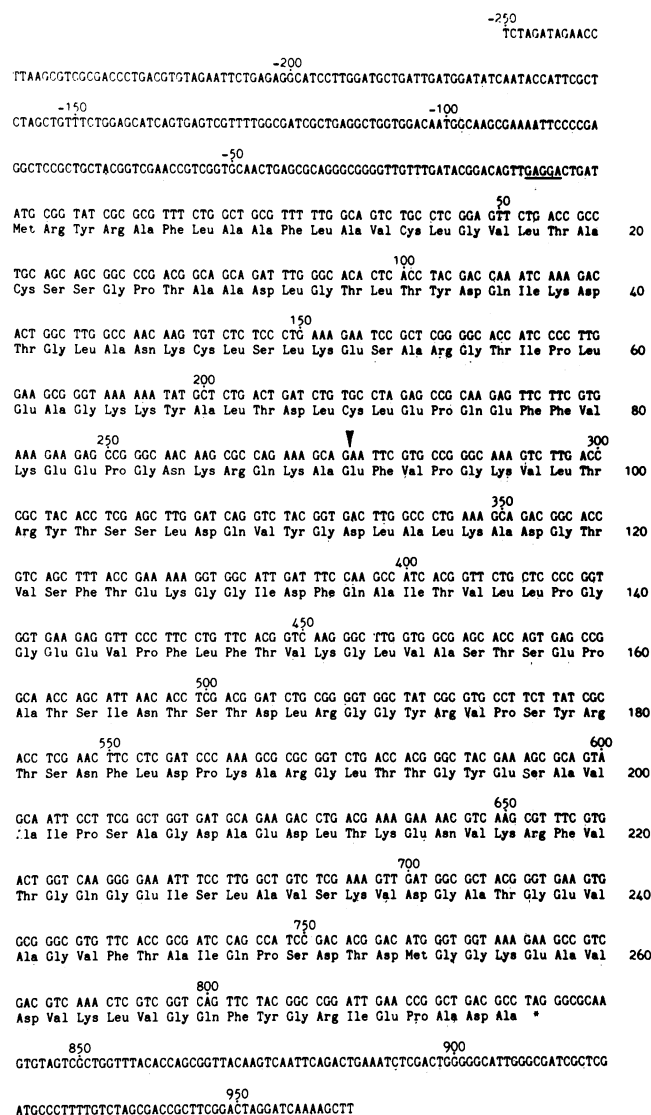 -250
TCTAGATAGAACC
-200
TTAAGCGTCGCGACCCTGACGTGTAGAATTCTGAGAGGCATCCTTGGATGCTGATTGATGGATATCAATACCATTCGCT
-150 -100
CTAGCTGTTTCTGGAGCATCAGTGAGTCGTTTTGGCGATCGCTGAGGCTGGTGGACAATGGCAAGCGAAAATTCCCCGA
-50
GGCTCCGCTGCTACGGTCGAACCGTCGGTGCAACTGAGCGCAGGGCGGGGTTGTTTGATACGGACAGTTGAGGACTGAT
50
ATG CGG TAT CGC GCG TTT CTG GCT GCG TTT TTG GCA GTC TGC CTC GGA GTT CTG ACC GCC
Met Arg Tyr Arg Ala Phe Leu Ala Ala Phe Leu Ala Val Cys Leu Gly Val Leu Thr Ala 20
100
TGC AGC AGC GGC CCG ACG GCA GCA GAT TTG GGC ACA CTC ACC TAC GAC CAA ATC AAA GAC
Cys Ser Ser Gly Pro Thr Ala Ala Asp Leu Gly Thr Leu Thr Tyr Asp Gln Ile Lys Asp 40
150
ACT GGC TTG GCC AAC AAG TGT CTC TCC CTG AAA GAA TCC GCT CGG GGC ACC ATC CCC TTG
Thr Gly Leu Ala Asn Lys Cys Leu Ser Leu Lys Glu Ser Ala Arg Gly Thr Ile Pro Leu 60
200
GAA GCG GGT AAA AAA TAT GCT CTG ACT GAT CTG TGC CTA GAG CCG CAA GAG TTC TTC GTG
Glu Ala Gly Lys Lys Tyr Ala Leu Thr Asp Leu Cys Leu Glu Pro Gln Glu Phe Phe Val 80
250 300
AAA GAA GAG CCG GGC AAC AAG CGC CAG AAA GCA GAA TTC GTG CCG GGC AAA GTC TTG ACC
Lys Glu Glu Pro Gly Asn Lys Arg Gln Lys Ala Glu Phe Val Pro Gly Lys Val Leu Thr 100
350
CGC TAC ACC TCG AGC TTG GAT CAG GTC TAC GGT GAC TTG GCC CTG AAA GCA GAC GGC ACC
Arg Tyr Thr Ser Ser Leu Asp Gln Val Tyr Gly Asp Leu Ala Leu Lys Ala Asp Gly Thr 120
400
GTC AGC TTT ACC GAA AAA GGT GGC ATT GAT TTC CAA GCC ATC ACG GTT CTG CTC CCC GGT
Val Ser Phe Thr Glu Lys Gly Gly Ile Asp Phe Gln Ala Ile Thr Val Leu Leu Pro Gly 140
450
GGT GAA GAG GTT CCC TTC CTG TTC ACG GTC AAG GGC TTG GTG GCG AGC ACC AGT GAG CCG
Gly Glu Glu Val Pro Phe Leu Phe Thr Val Lys Gly Leu Val Ala Ser Thr Ser Glu Pro 160
500
GCA ACC AGC ATT AAC ACC TCG ACG GAT CTG CGG GGT GGC TAT CGC GTG CCT TCT TAT CGC
Ala Thr Ser Ile Asn Thr Ser Thr Asp Leu Arg Gly Gly Tyr Arg Val Pro Ser Tyr Arg 180
550 600
ACC TCG AAC TTC CTC GAT CCC AAA GCG CGC GGT CTG ACC ACG GGC TAC GAA AGC GCA GTA
Thr Ser Asn Phe Leu Asp Pro Lys Ala Arg Gly Leu Thr Thr Gly Tyr Glu Ser Ala Val 200
650
GCA ATT CCT TCG GCT GGT GAT GCA GAA GAC CTG ACG AAA GAA AAC GTC AAG CGT TTC GTG
Ala Ile Pro Ser Ala Gly Asp Ala Glu Asp Leu Thr Lys Glu Asn Val Lys Arg Phe Val 220
700
ACT GGT CAA GGG GAA ATT TCC TTG GCT GTC TCG AAA GTT GAT GGC GCT ACG GGT GAA GTG
Thr Gly Gln Gly Glu Ile Ser Leu Ala Val Ser Lys Val Asp Gly Ala Thr Gly Glu Val 240
750
GCG GGC GTG TTC ACC GCG ATC CAG CCA TCC GAC ACG GAC ATG GGT GGT AAA GAA GCC GTC
Ala Gly Val Phe Thr Ala Ile Gln Pro Ser Asp Thr Asp Met Gly Gly Lys Glu Ala Val 260
800
GAC GTC AAA CTC GTC GGT CAG TTC TAC GGC CGG ATT GAA CCG GCT GAC GCC TAG GGCGCAA
Asp Val Lys Leu Val Gly Gln Phe Tyr Gly Arg Ile Glu Pro Ala Asp Ala *
850 900
GTGTAGTCGCTGGTTTACACCAGCGGTTACAAGTCAATTCAGACTGAAATCTCGACTGGGGGCATTGGGCGATCGCTCG
950
ATGCCCTTTTGTCTAGCGACCGCTTCGGACTAGGATCAAAAGCTT